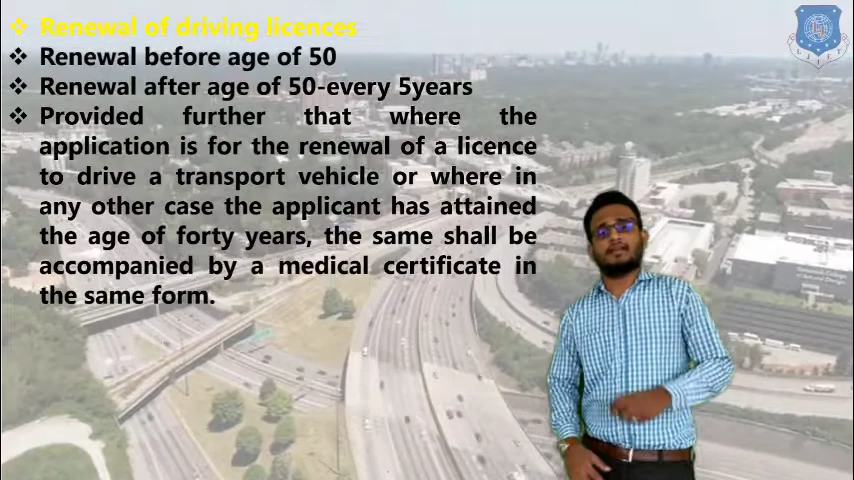 Renewal of driving licences
Renewal before age of 50
Renewal after age of 50-every 5years
Provided further that where the
application is for the renewal of a licence
to drive a transport vehicle or where in
any other case the applicant has attained
the age of forty years, the same shall be
accompanied by a medical certificate in
the same form.